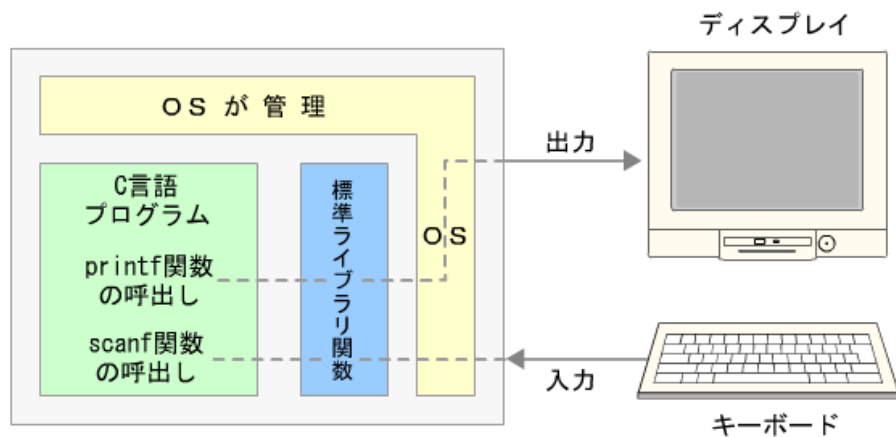 ディスプレイ
OS が 管 理
出力
C言語
プログラム
標準ライブラリ関数
OS
printf関数
の呼出し
scanf関数
の呼出し
入力
キーボード